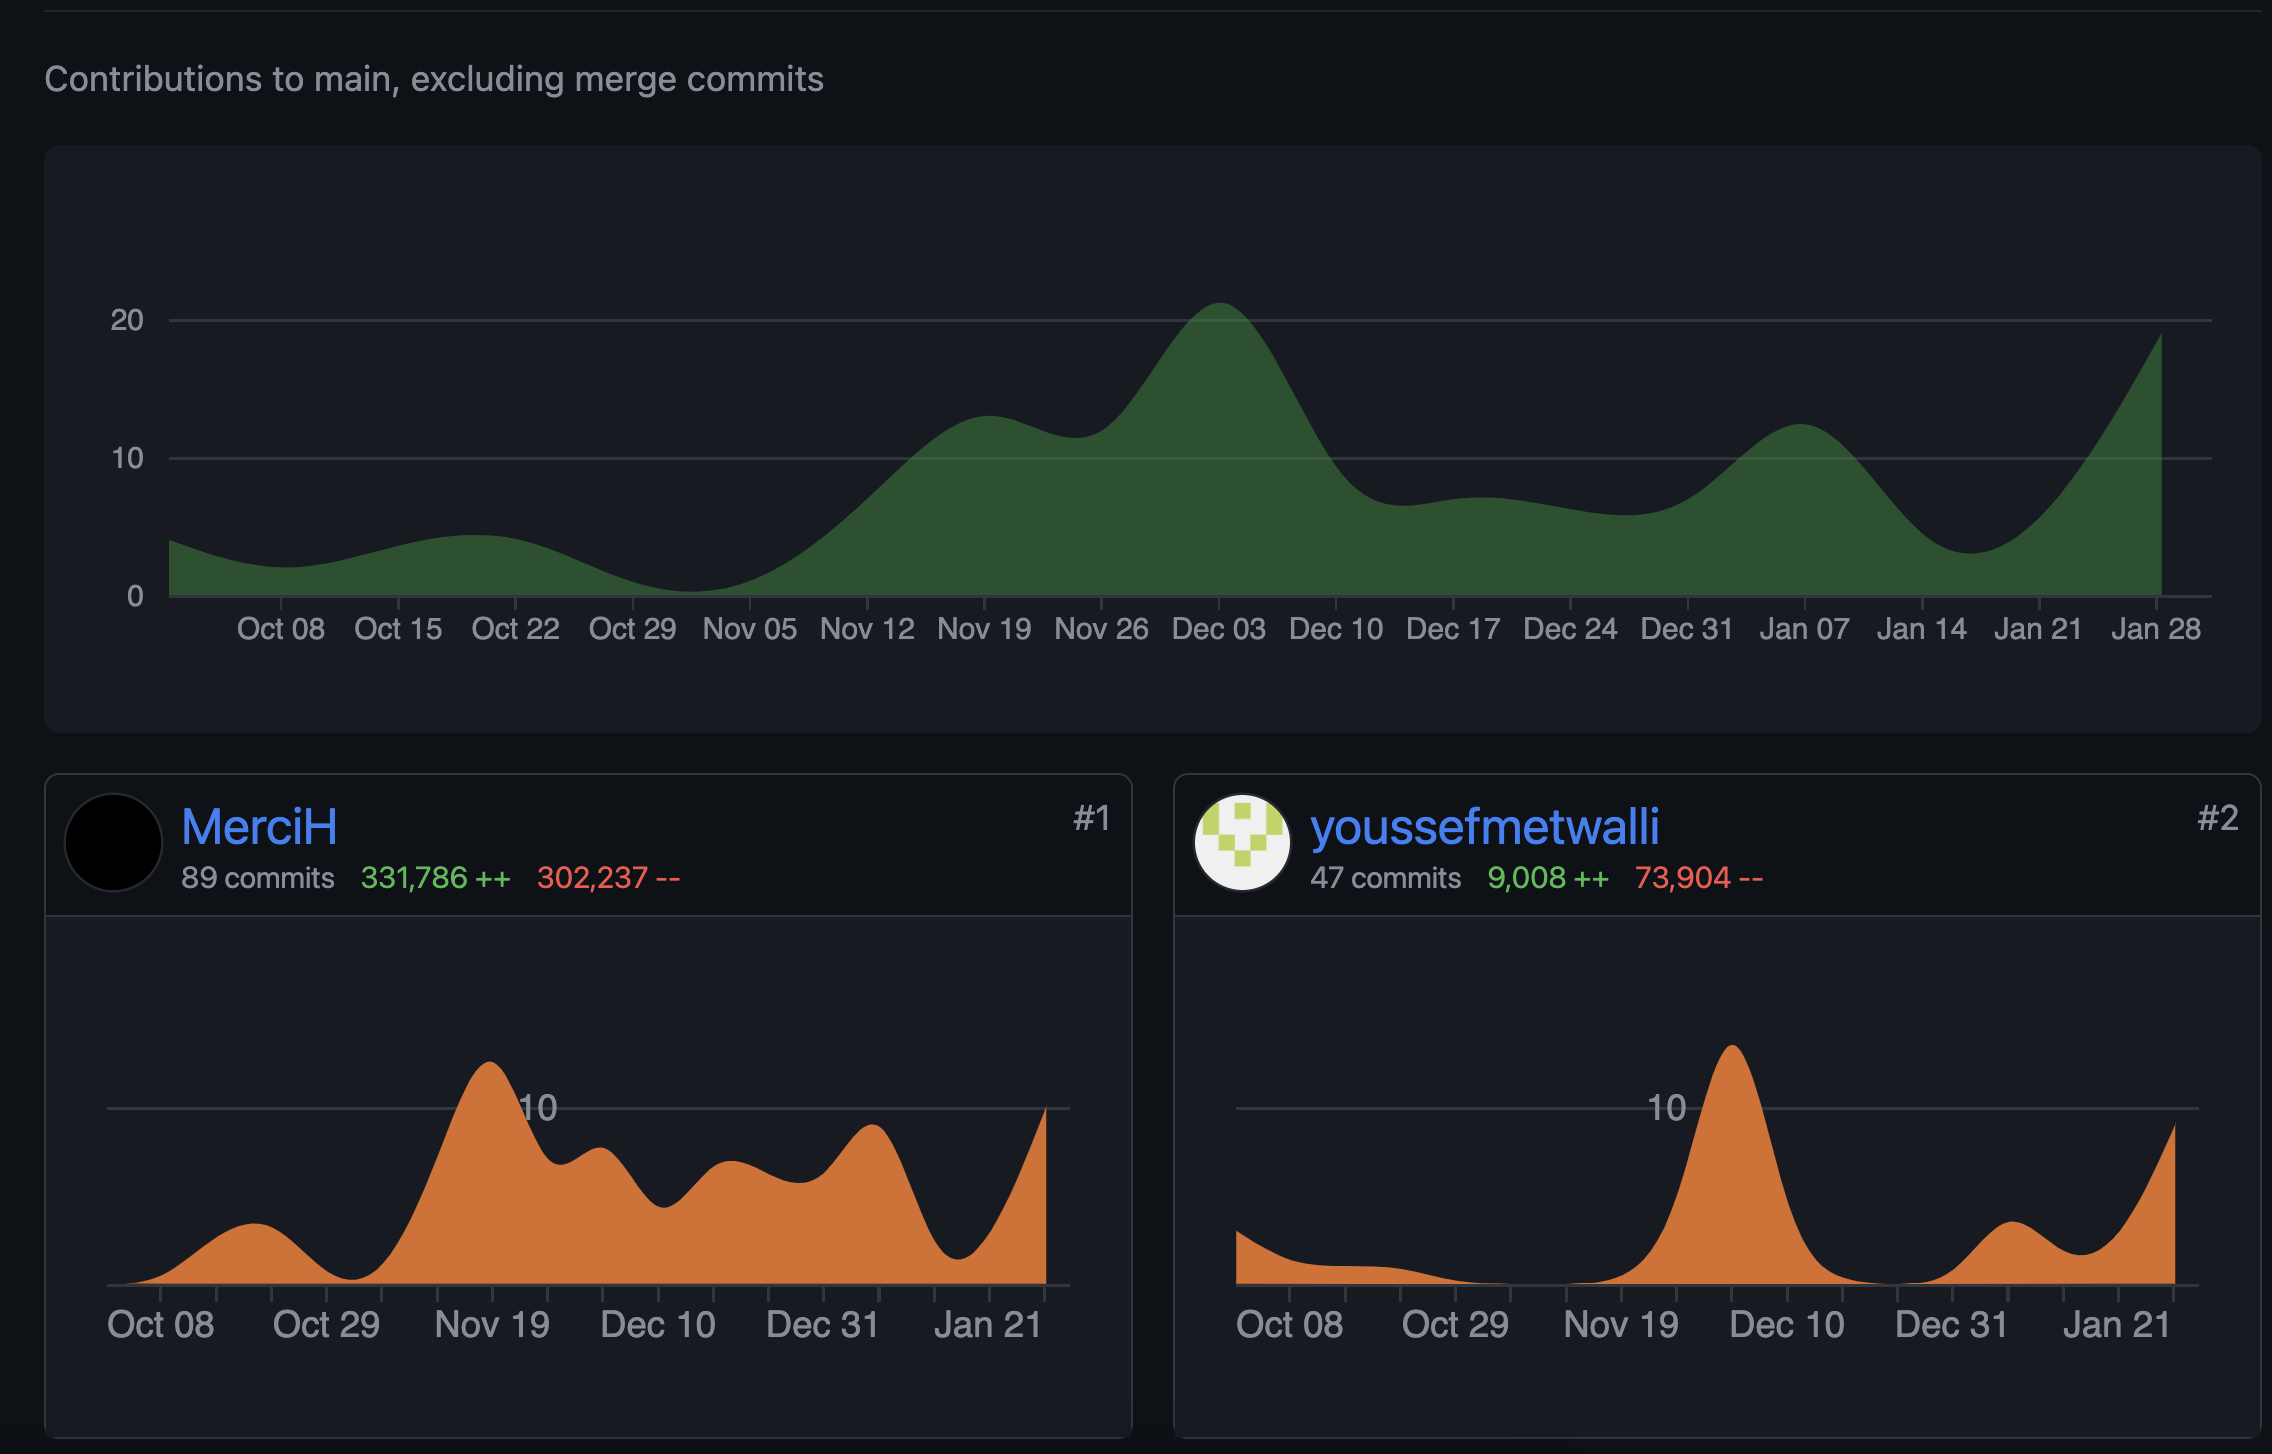 Contributions to main, excluding merge commits
20
10
0
Oct 08 Oct 15 Oct 22 Oct 29 Nov 05 Nov 12 Nov 19 Nov 26 Dec 03 Dec 10 Dec 17 Dec 24 Dec 31 Jan 07 Jan 14 Jan 21 Jan 28
MerciH #1
89 commits 331,786 ++ 302,237 --
10
Oct 08 Oct 29 Nov 19 Dec 10 Dec 31 Jan 21
youssefmetwalli #2
47 commits 9,008 ++ 73,904 --
10
Oct 08 Oct 29 Nov 19 Dec 10 Dec 31 Jan 21